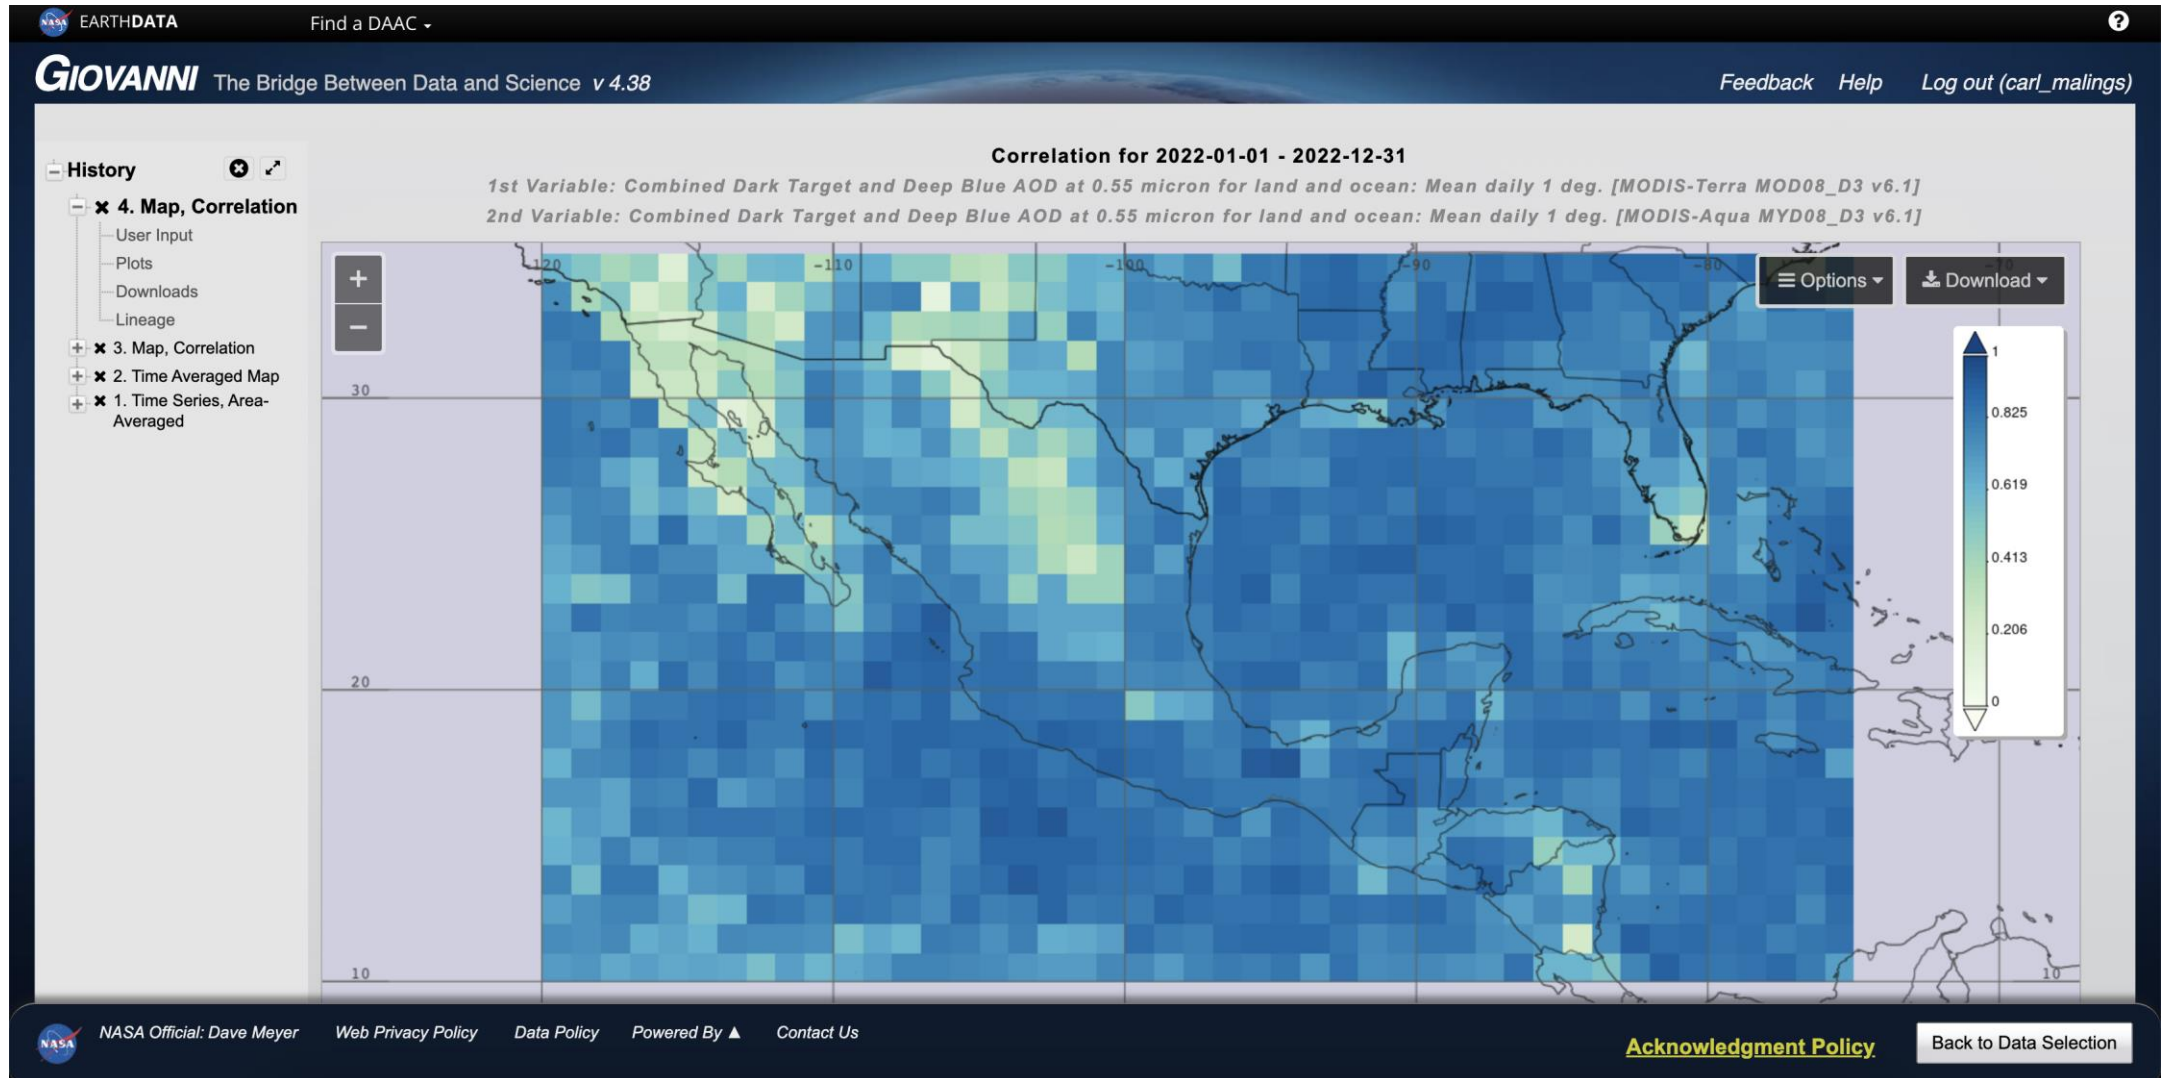 NASA EARTHDATA Find a DAAC
GIOVANNI The Bridge Between Data and Science v 4.38 Feedback Help Log out (carl_malings)
History
4. Map, Correlation
User Input
Plots
Downloads
Lineage
3. Map, Correlation
2. Time Averaged Map
1. Time Series, Area-
Averaged
Correlation for 2022-01-01 - 2022-12-31
1st Variable: Combined Dark Target and Deep Blue AOD at 0.55 micron for land and ocean: Mean daily 1 deg. [MODIS-Terra MOD08_D3 v6.1]
2nd Variable: Combined Dark Target and Deep Blue AOD at 0.55 micron for land and ocean: Mean daily 1 deg. [MODIS-Aqua MYD08_D3 v6.1]
+
−
-120 -110 -100 -90 -80 -70
Options Download
30
20
10 10
1
0.825
0.619
0.413
0.206
0
NASA NASA Official: Dave Meyer Web Privacy Policy Data Policy Powered By ▲ Contact Us Acknowledgment Policy Back to Data Selection